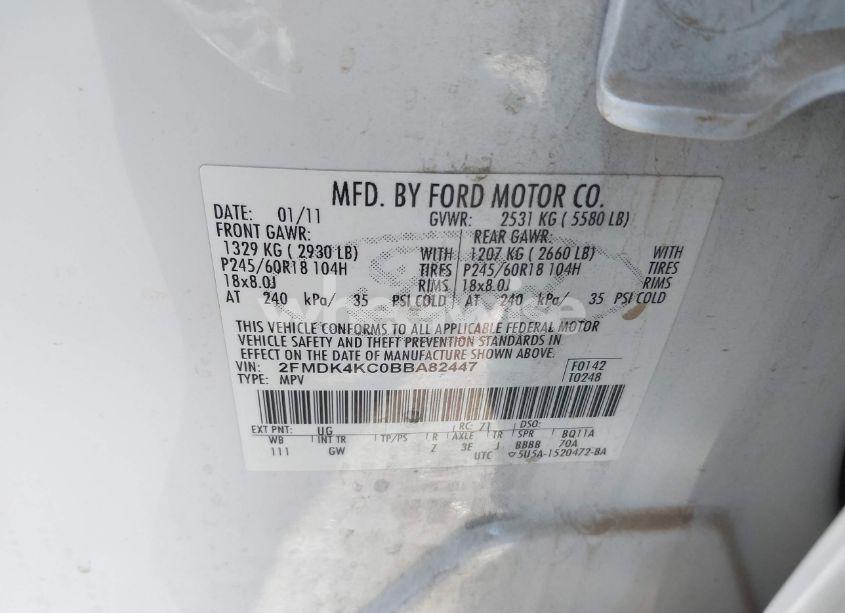 MFD. BY FORD MOTOR CO.
DATE: 01/11 GVWR: 2531 KG ( 5580 LB)
FRONT GAWR: REAR GAWR:
1329 KG ( 2930 LB) WITH 1207 KG ( 2660 LB) WITH
P245/60R18 104H TIRES P245/60R18 104H TIRES
18x8.0J RIMS 18x8.0J RIMS
AT 240 kPa/ 35 PSI COLD AT 240 kPa/ 35 PSI COLD
THIS VEHICLE CONFORMS TO ALL APPLICABLE FEDERAL MOTOR
VEHICLE SAFETY AND THEFT PREVENTION STANDARDS IN
EFFECT ON THE DATE OF MANUFACTURE SHOWN ABOVE.
VIN: 2FMDK4KC0BBA82447 F0142
TYPE: MPV T0248
EXT PNT: UG RC: 71 DSO:
WB INT TR TP/PS R AXLE TR SPR BQ11A
111 GW Z 3E J BBBB 70A
UTC 5U5A-1520472-BA